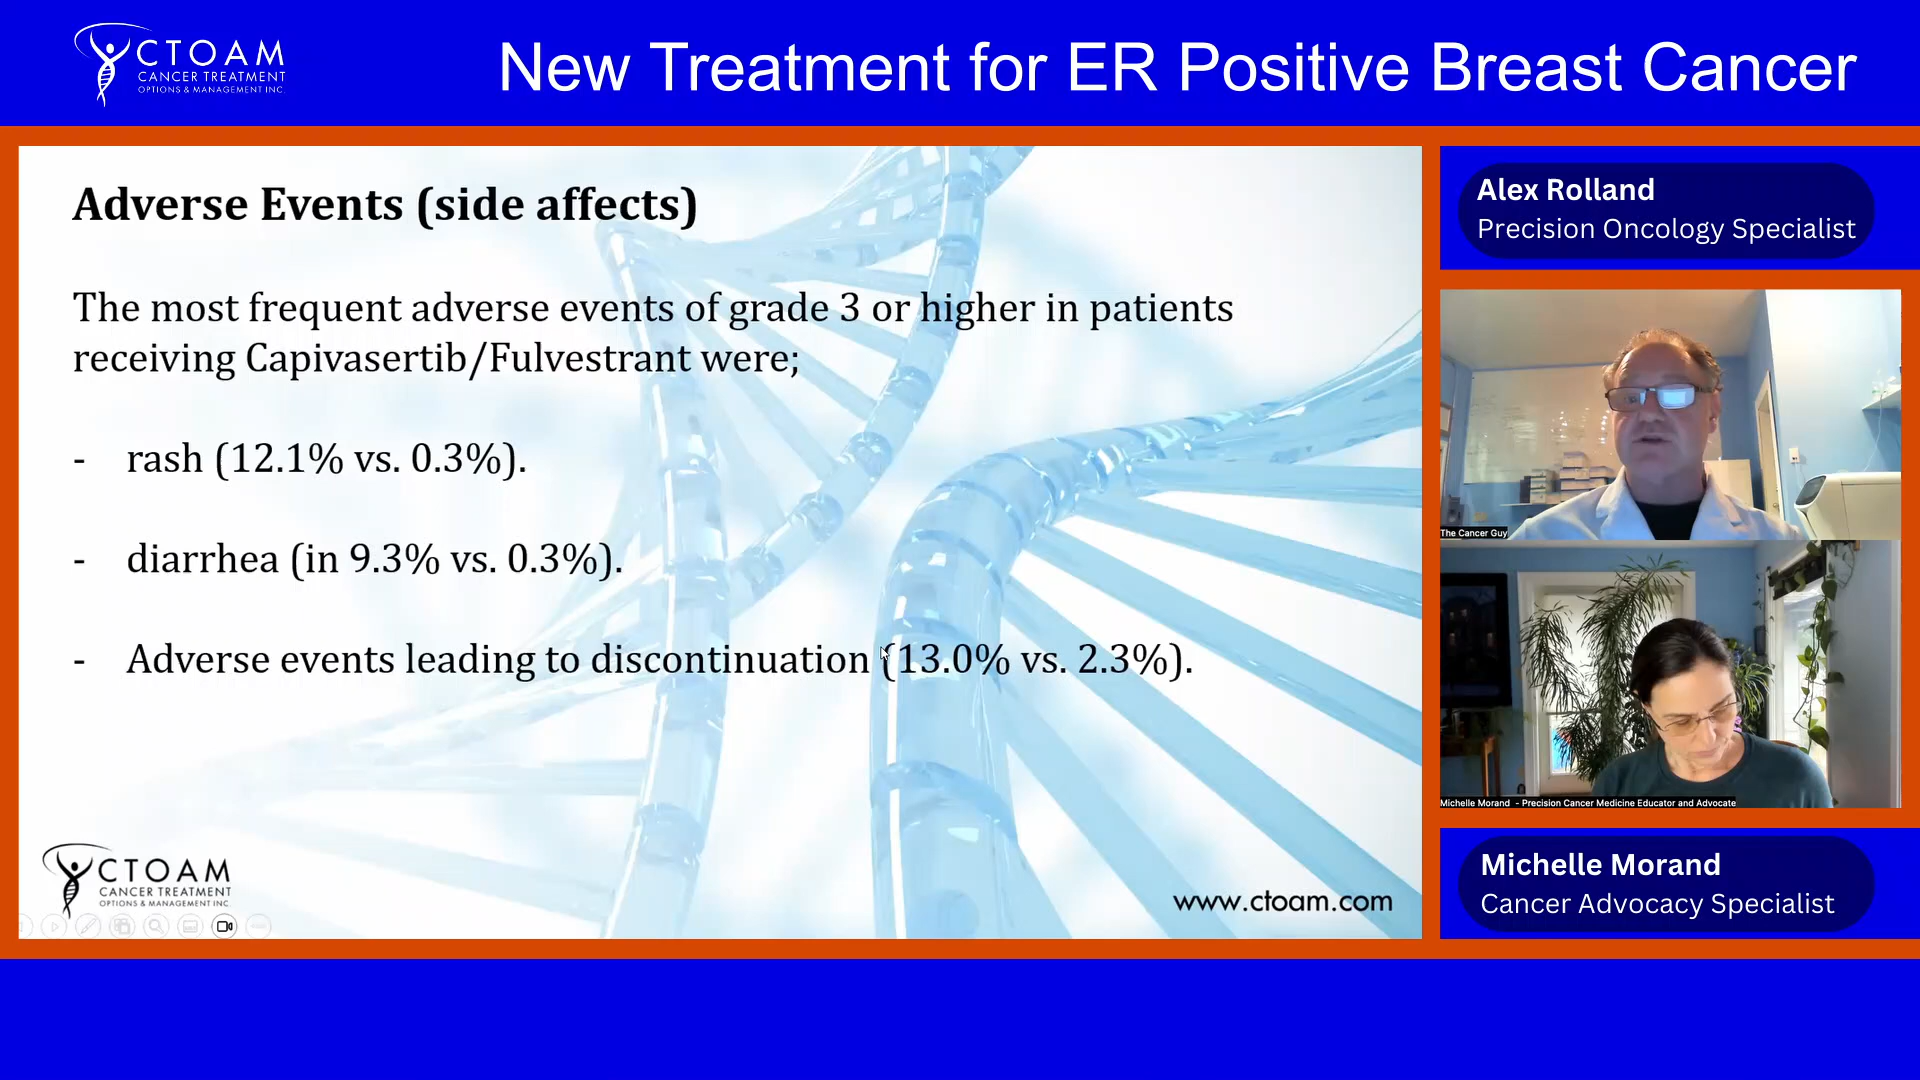 CTOAM
CANCER TREATMENT
OPTIONS & MANAGEMENT INC.
New Treatment for ER Positive Breast Cancer
Adverse Events (side affects)
The most frequent adverse events of grade 3 or higher in patients
receiving Capivasertib/Fulvestrant were;
- rash (12.1% vs. 0.3%).
- diarrhea (in 9.3% vs. 0.3%).
- Adverse events leading to discontinuation (13.0% vs. 2.3%).
CTOAM
CANCER TREATMENT
OPTIONS & MANAGEMENT INC.
www.ctoam.com
Alex Rolland
Precision Oncology Specialist
The Cancer Guy
Michelle Morand - Precision Cancer Medicine Educator and Advocate
Michelle Morand
Cancer Advocacy Specialist